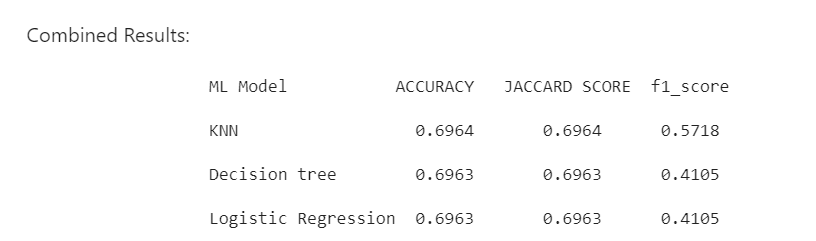 Combined Results:
ML Model ACCURACY JACCARD SCORE f1_score
KNN 0.6964 0.6964 0.5718
Decision tree 0.6963 0.6963 0.4105
Logistic Regression 0.6963 0.6963 0.4105